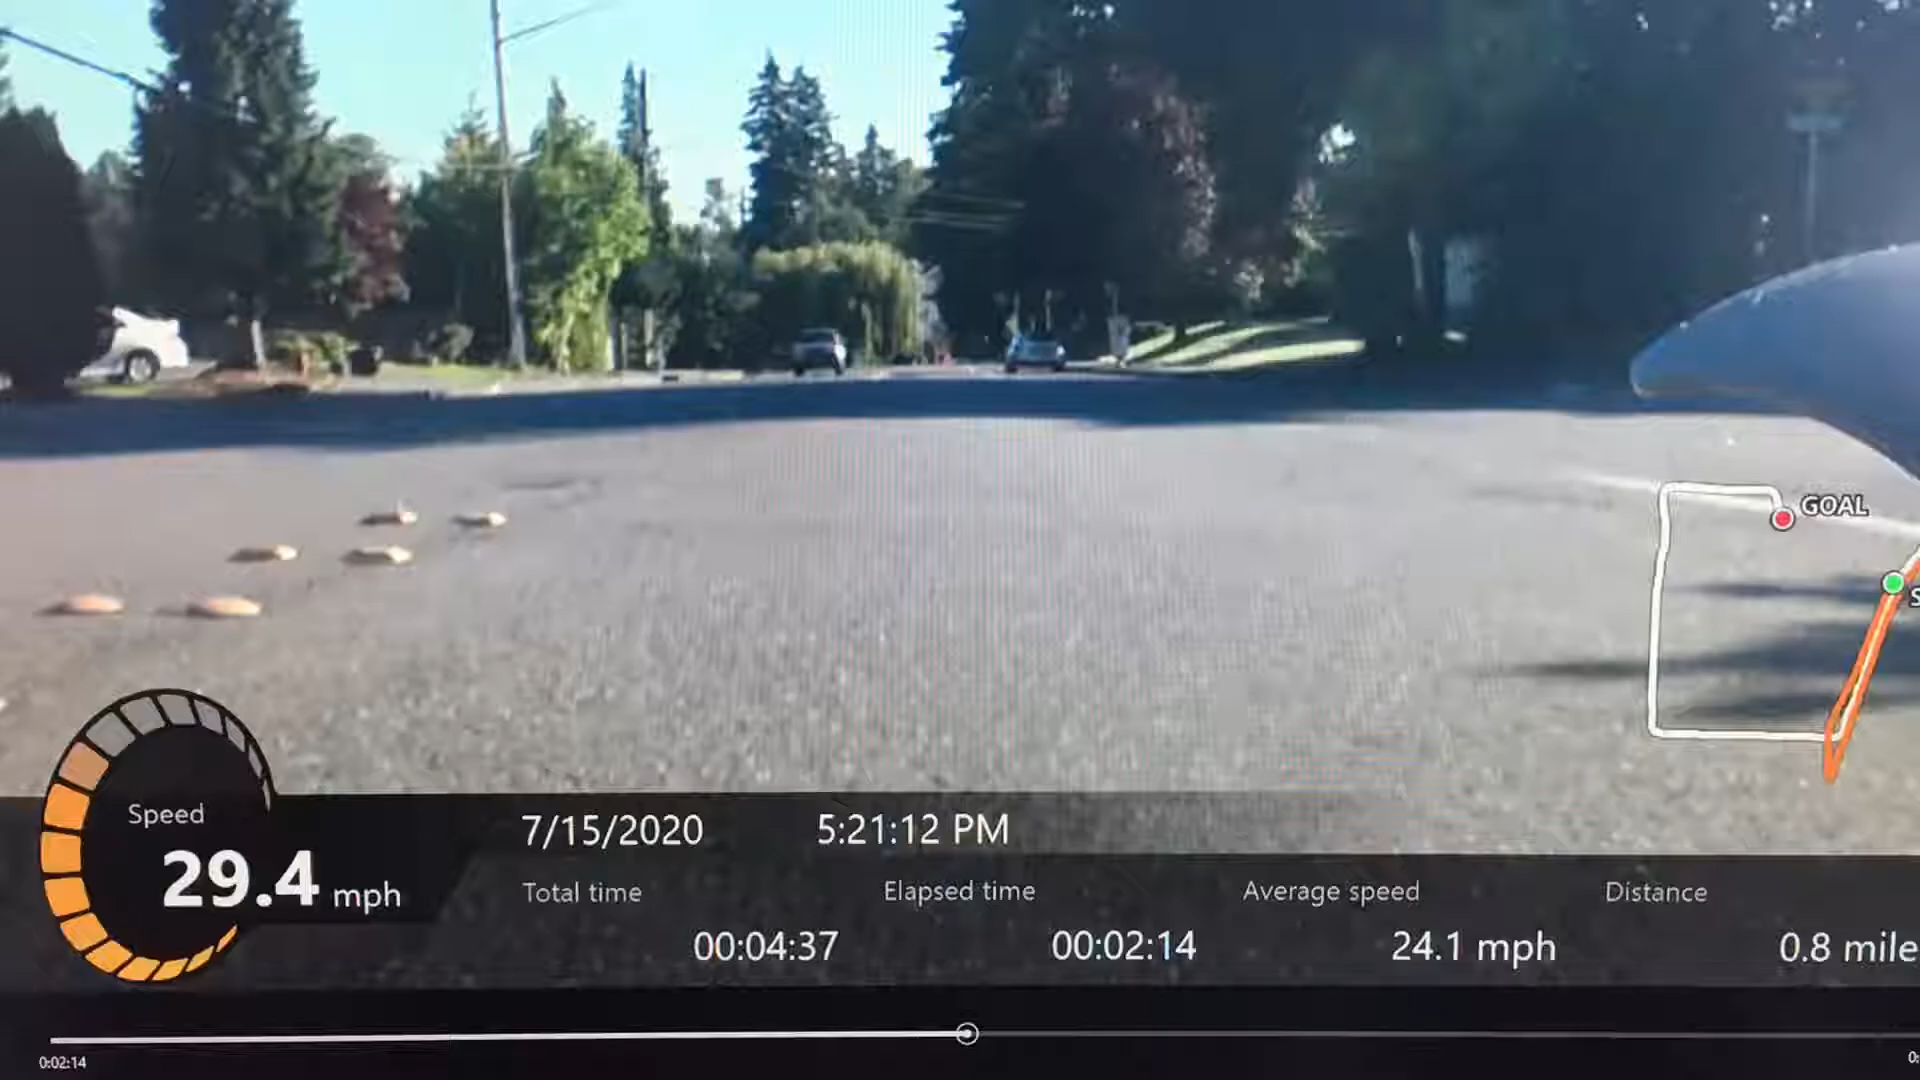 GOAL
S
Speed
29.4 mph
7/15/2020 5:21:12 PM
Total time Elapsed time Average speed Distance
00:04:37 00:02:14 24.1 mph 0.8 mile
0:02:14 0: